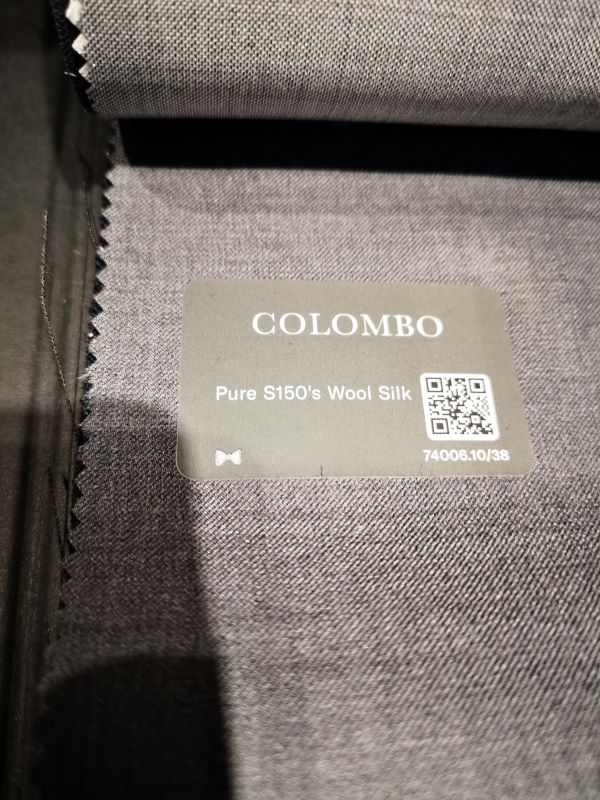 COLOMBO
Pure S150's Wool Silk
74006.10/38